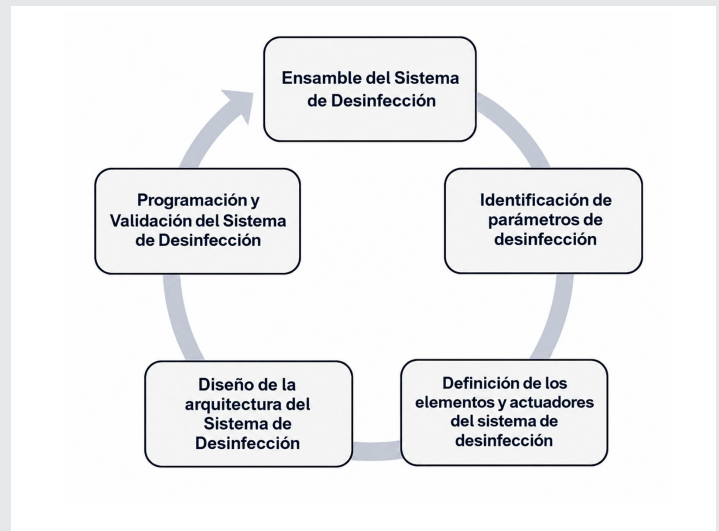 Ensamble del Sistema
de Desinfección
Identificación de
parámetros de
desinfección
Definición de los
elementos y actuadores
del sistema de
desinfección
Diseño de la
arquitectura del
Sistema de
Desinfección
Programación y
Validación del Sistema
de Desinfección